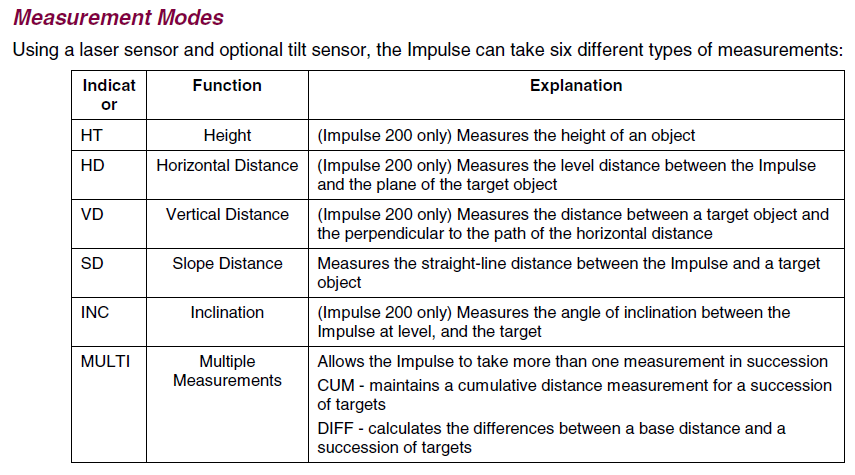 Measurement Modes
Using a laser sensor and optional tilt sensor, the Impulse can take six different types of measurements:
Indicat
or
Function
Explanation
HT
Height
(Impulse 200 only) Measures the height of an object
HD
Horizontal Distance
(Impulse 200 only) Measures the level distance between the Impulse
and the plane of the target object
VD
Vertical Distance
(Impulse 200 only) Measures the distance between a target object and
the perpendicular to the path of the horizontal distance
SD
Slope Distance
Measures the straight-line distance between the Impulse and a target
object
INC
Inclination
(Impulse 200 only) Measures the angle of inclination between the
Impulse at level, and the target
MULTI
Multiple
Measurements
Allows the Impulse to take more than one measurement in succession
CUM - maintains a cumulative distance measurement for a succession
of targets
DIFF - calculates the differences between a base distance and a
succession of targets